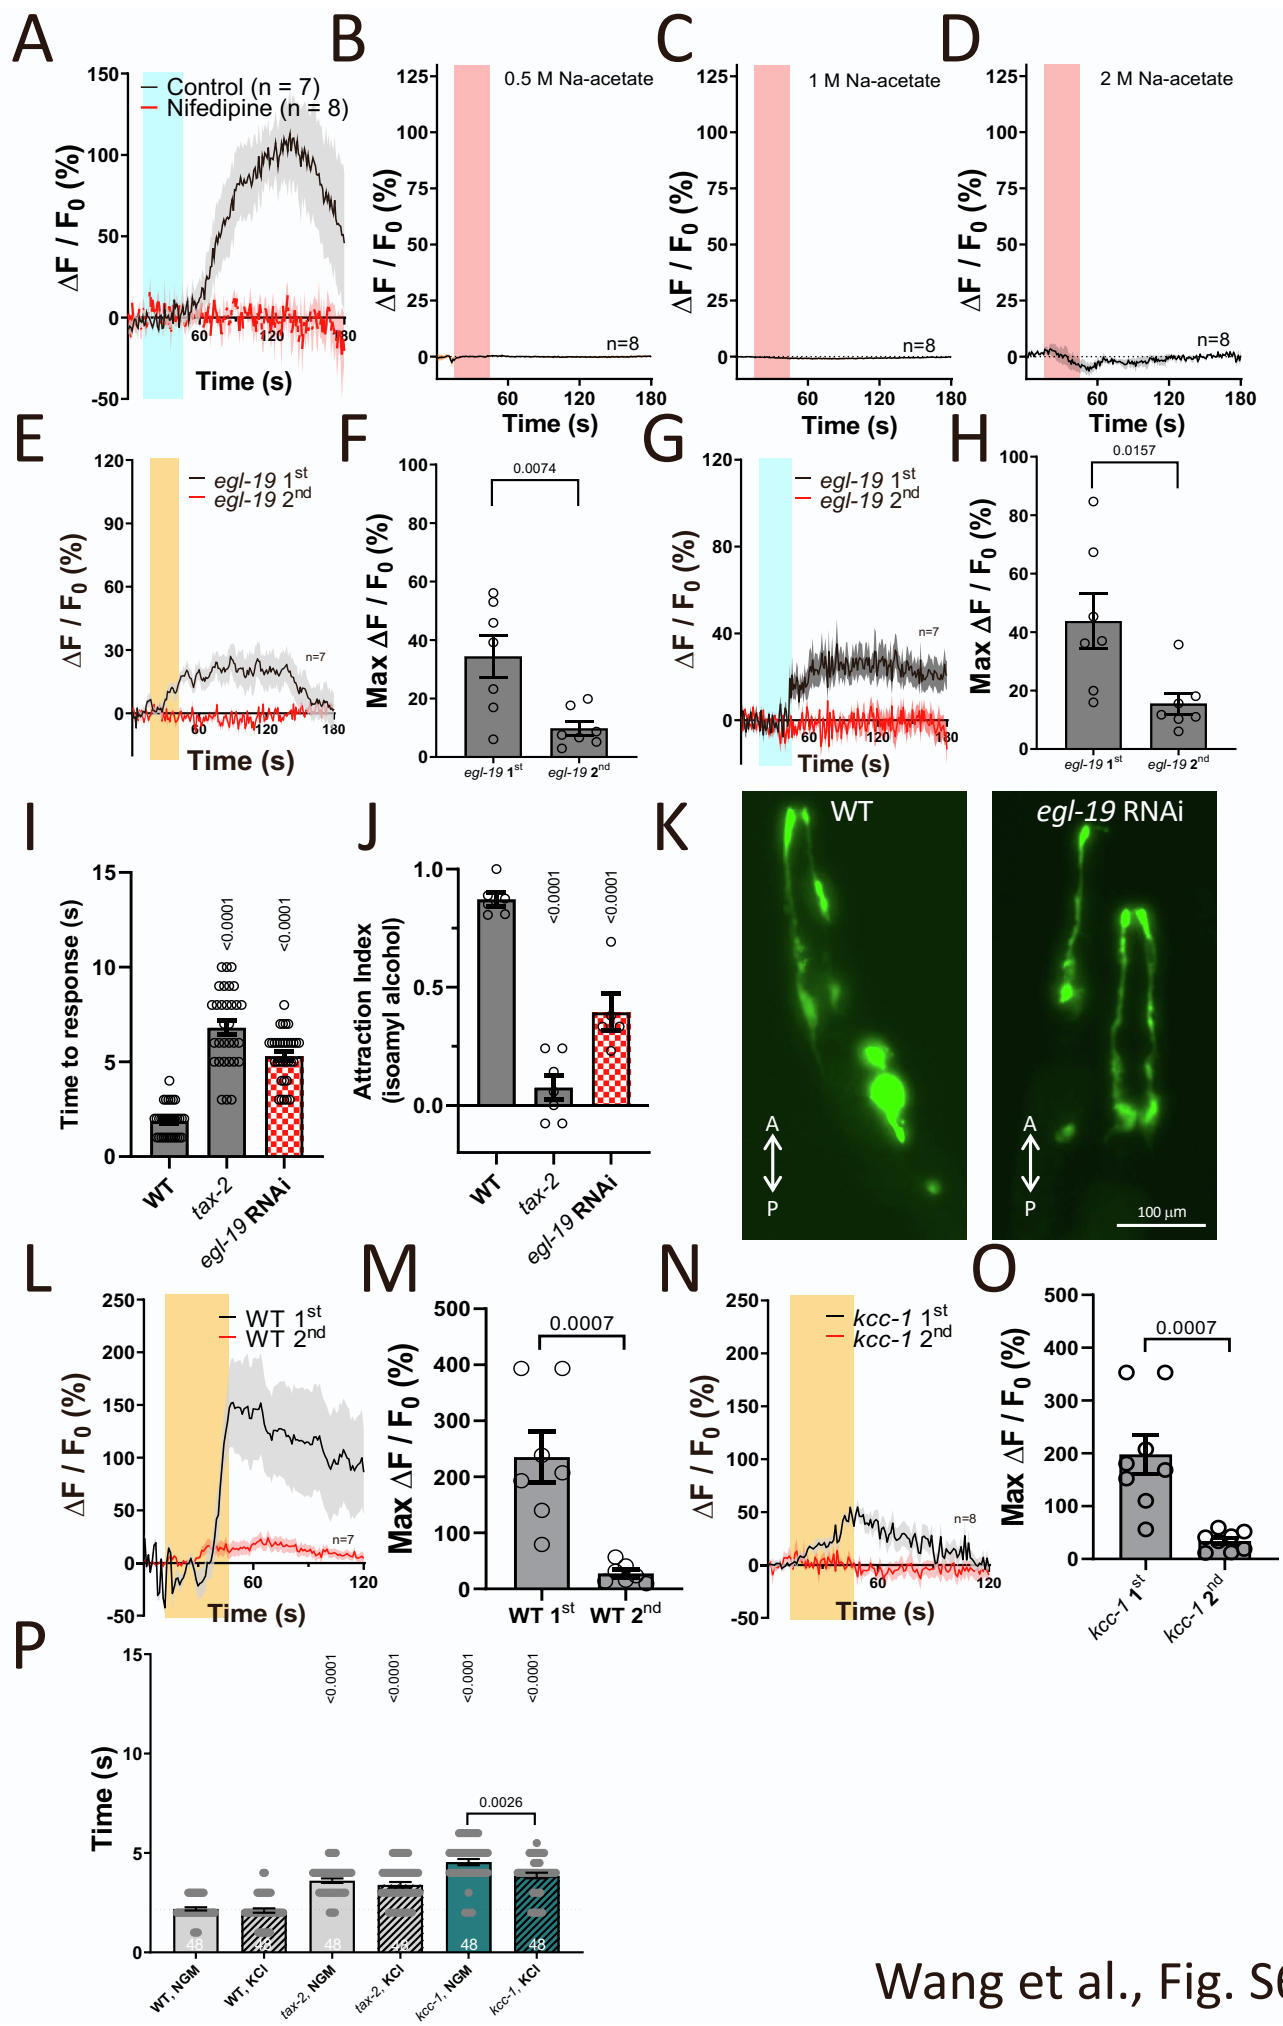 A
B
C
D
150
100
50
0
-50
ΔF / F0 (%)
Control (n = 7)
Nifedipine (n = 8)
60
120
180
Time (s)
125
100
75
50
25
0
ΔF / F0 (%)
0.5 M Na-acetate
n=8
60
120
180
Time (s)
125
100
75
50
25
0
ΔF / F0 (%)
1 M Na-acetate
n=8
60
120
180
Time (s)
125
100
75
50
25
0
ΔF / F0 (%)
2 M Na-acetate
n=8
60
120
180
Time (s)
E
F
G
H
120
90
60
30
0
ΔF / F0 (%)
egl-19 1st
egl-19 2nd
n=7
60
120
180
Time (s)
100
80
60
40
20
0
Max ΔF / F0 (%)
0.0074
egl-19 1st
egl-19 2nd
120
80
40
0
ΔF / F0 (%)
egl-19 1st
egl-19 2nd
n=7
60
120
180
Time (s)
100
80
60
40
20
0
Max ΔF / F0 (%)
0.0157
egl-19 1st
egl-19 2nd
I
J
K
15
10
5
0
Time to response (s)
<0.0001
<0.0001
WT
tax-2
egl-19 RNAi
1.0
0.5
0.0
Attraction Index
(isoamyl alcohol)
<0.0001
<0.0001
WT
tax-2
egl-19 RNAi
WT
A
P
egl-19 RNAi
A
P
100 μm
L
M
N
O
250
200
150
100
50
0
-50
ΔF / F0 (%)
WT 1st
WT 2nd
n=7
60
120
Time (s)
500
400
300
200
100
0
Max ΔF / F0 (%)
0.0007
WT 1st
WT 2nd
250
200
150
100
50
0
-50
ΔF / F0 (%)
kcc-1 1st
kcc-1 2nd
n=8
60
120
Time (s)
500
400
300
200
100
0
Max ΔF / F0 (%)
0.0007
kcc-1 1st
kcc-1 2nd
P
15
10
5
0
Time (s)
<0.0001
<0.0001
<0.0001
<0.0001
0.0026
48
48
48
48
48
48
WT, NGM
WT, KCl
tax-2, NGM
tax-2, KCl
kcc-1, NGM
kcc-1, KCl
Wang et al., Fig. S6